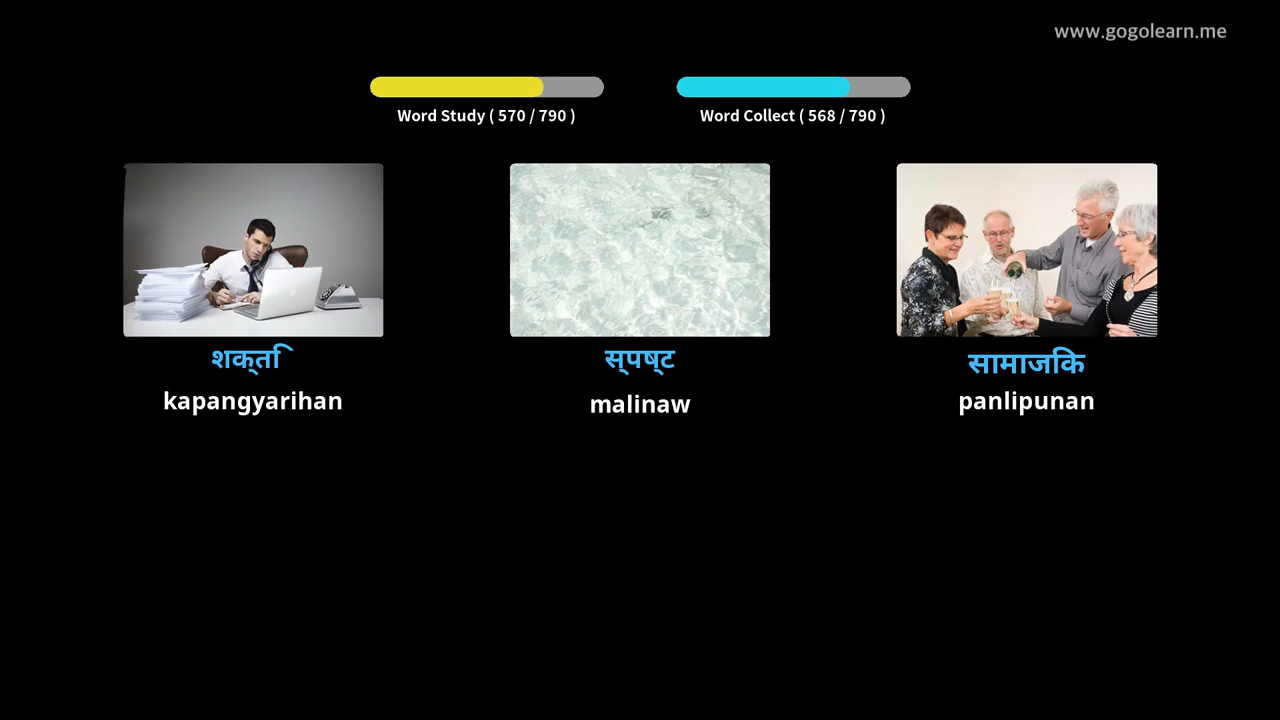 www.gogolearn.me
Word Study ( 570 / 790 )
Word Collect ( 568 / 790 )
शक्ति
kapangyarihan
स्पष्ट
malinaw
सामाजिक
panlipunan